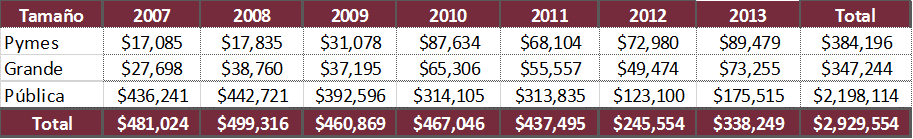 Tamaño 2007 2008 2009 2010 2011 2012 2013 Total
Pymes $17,085 $17,835 $31,078 $87,634 $68,104 $72,980 $89,479 $384,196
Grande $27,698 $38,760 $37,195 $65,306 $55,557 $49,474 $73,255 $347,244
Pública $436,241 $442,721 $392,596 $314,105 $313,835 $123,100 $175,515 $2,198,114
Total $481,024 $499,316 $460,869 $467,046 $437,495 $245,554 $338,249 $2,929,554